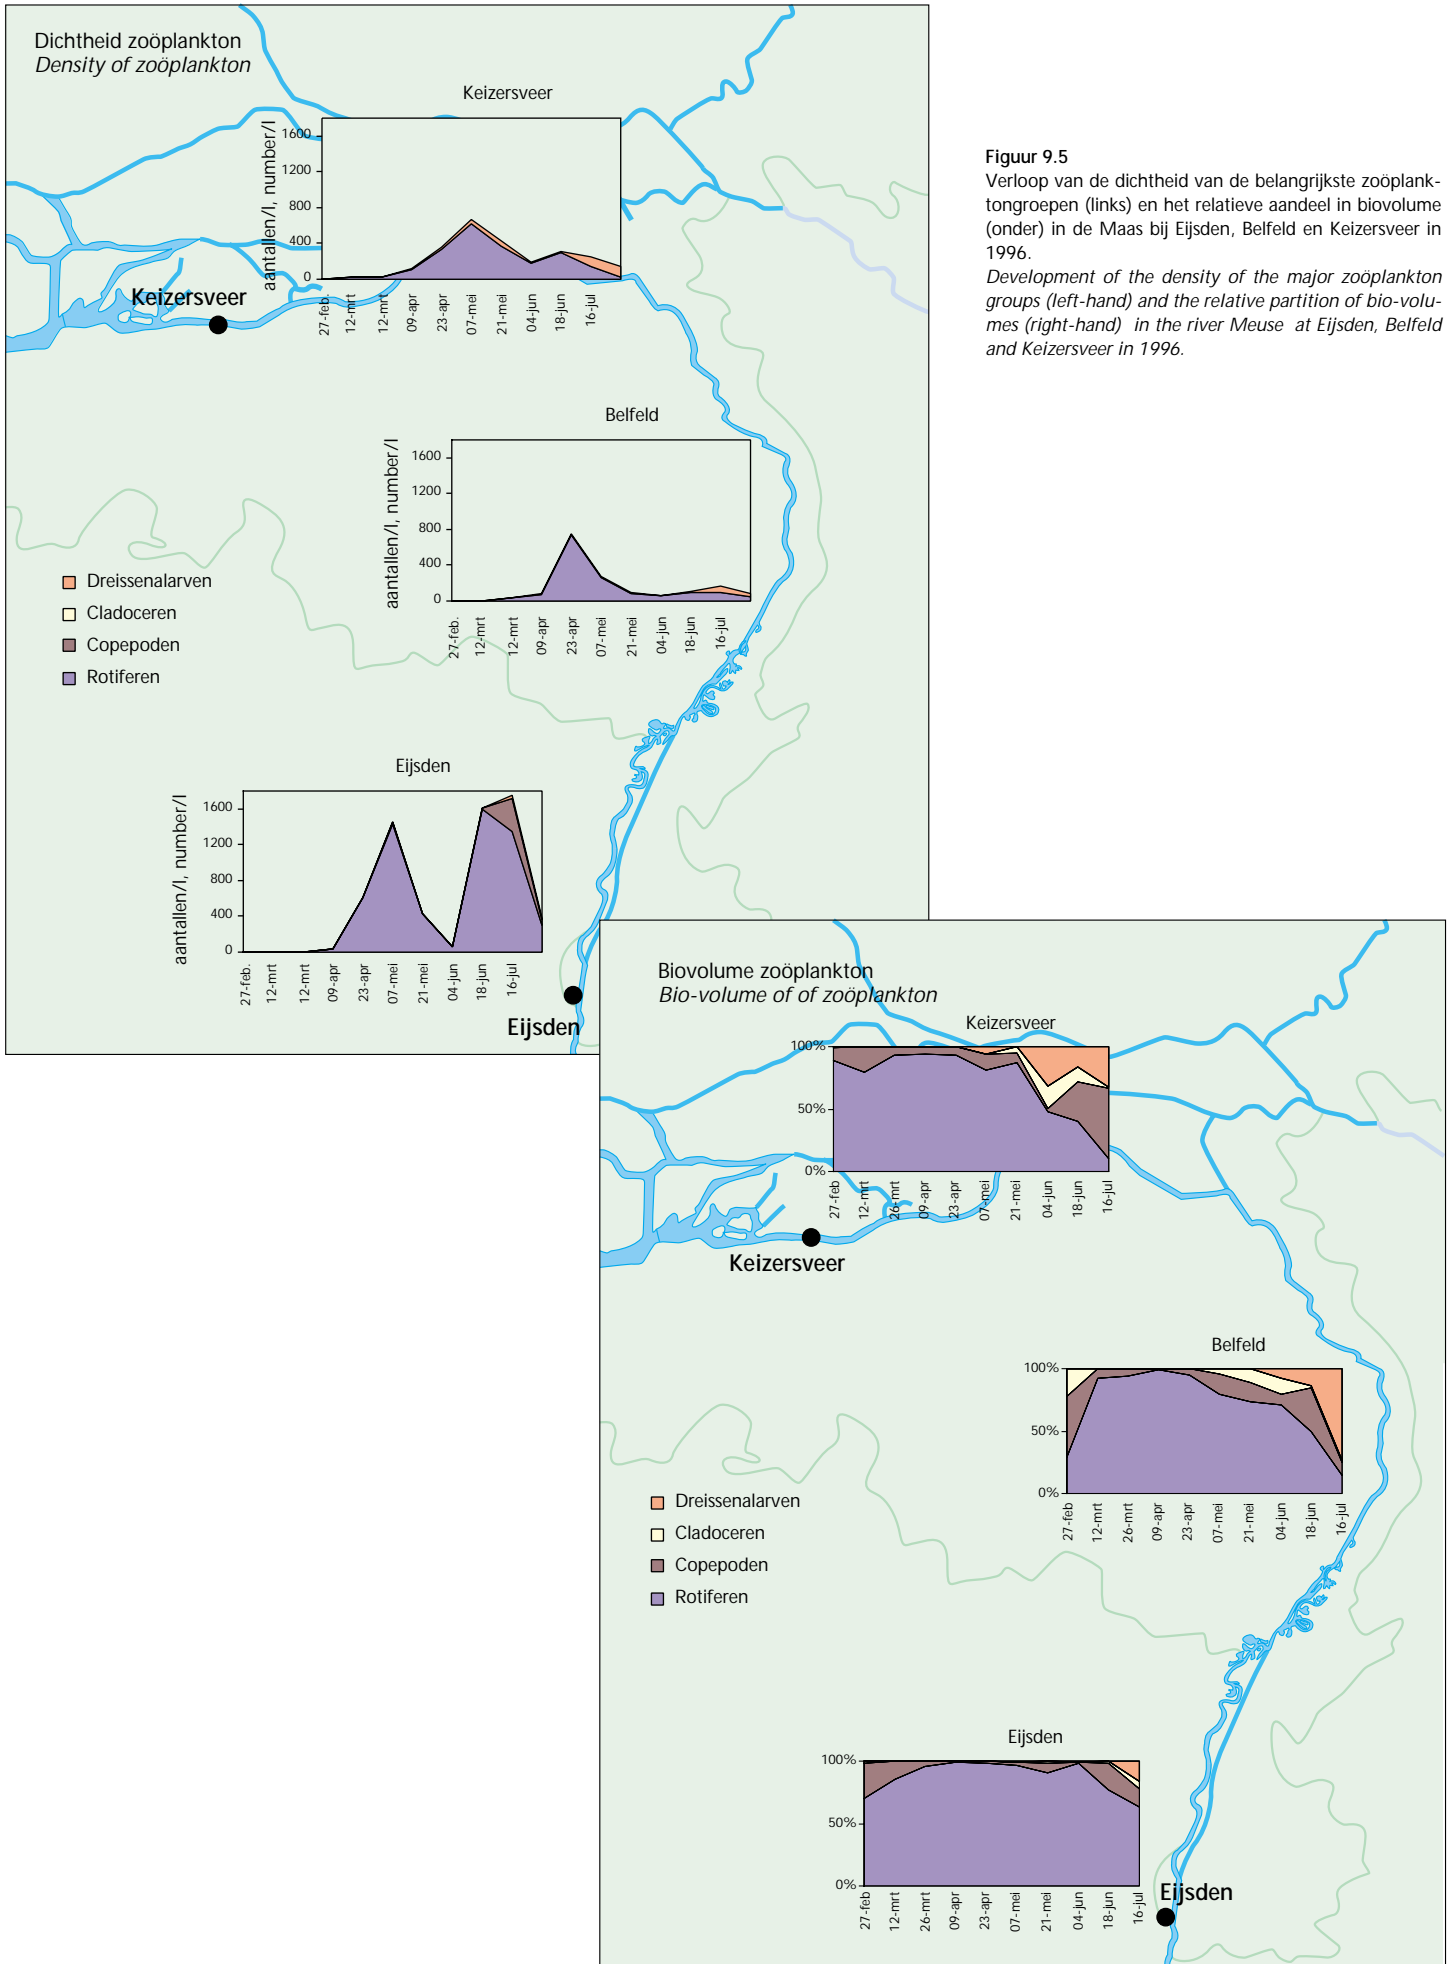 Dichtheid zoöplankton
Density of zoöplankton
Keizersveer
aantallen/l, number/l
1600
1200
800
400
0
27-feb.
12-mrt
12-mrt
09-apr
23-apr
07-mei
21-mei
04-jun
18-jun
16-jul
Keizersveer
Belfeld
aantallen/l, number/l
1600
1200
800
400
0
27-feb.
12-mrt
12-mrt
09-apr
23-apr
07-mei
21-mei
04-jun
18-jun
16-jul
Dreissenalarven
Cladoceren
Copepoden
Rotiferen
Eijsden
aantallen/l, number/l
1600
1200
800
400
0
27-feb.
12-mrt
12-mrt
09-apr
23-apr
07-mei
21-mei
04-jun
18-jun
16-jul
Eijsden
Figuur 9.5
Verloop van de dichtheid van de belangrijkste zoöplank-
tongroepen (links) en het relatieve aandeel in biovolume
(onder) in de Maas bij Eijsden, Belfeld en Keizersveer in
1996.
Development of the density of the major zoöplankton
groups (left-hand) and the relative partition of bio-volu-
mes (right-hand) in the river Meuse at Eijsden, Belfeld
and Keizersveer in 1996.
Biovolume zoöplankton
Bio-volume of of zoöplankton
Keizersveer
100%
50%
0%
27-feb
12-mrt
26-mrt
09-apr
23-apr
07-mei
21-mei
04-jun
18-jun
16-jul
Keizersveer
Belfeld
100%
50%
0%
27-feb
12-mrt
26-mrt
09-apr
23-apr
07-mei
21-mei
04-jun
18-jun
16-jul
Dreissenalarven
Cladoceren
Copepoden
Rotiferen
Eijsden
100%
50%
0%
27-feb
12-mrt
26-mrt
09-apr
23-apr
07-mei
21-mei
04-jun
18-jun
16-jul
Eijsden